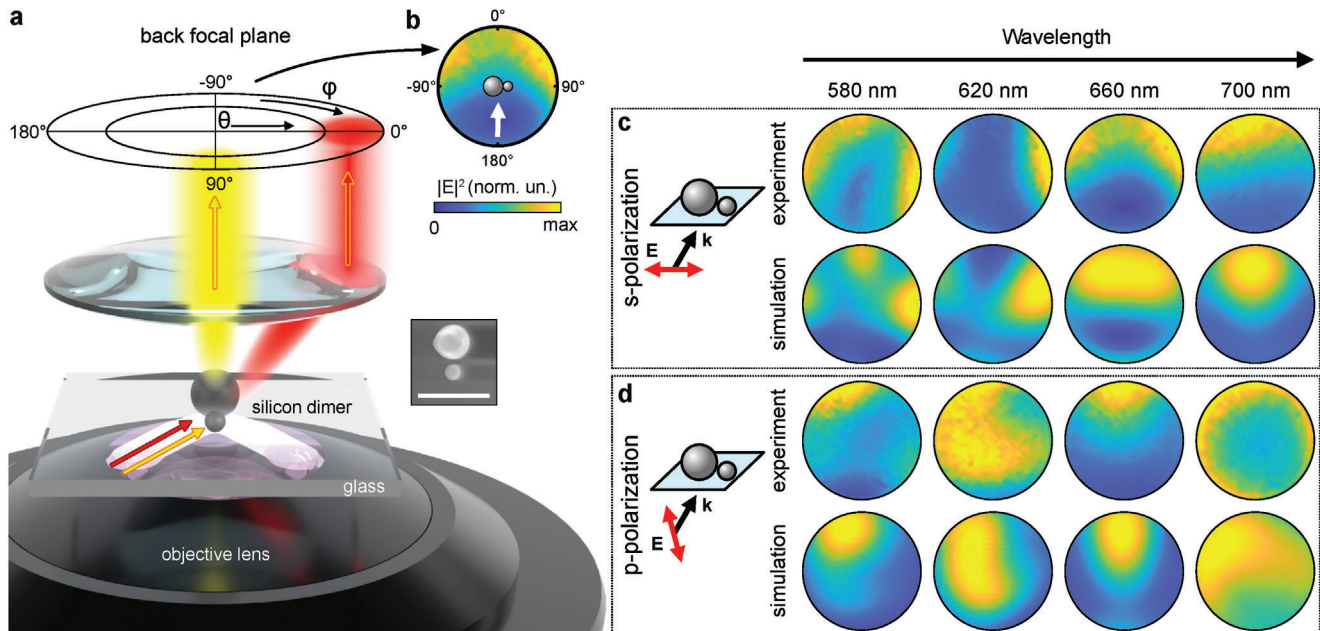 a
back focal plane
-90°
φ
θ
180°
0°
90°
silicon dimer
glass
objective lens
b
0°
-90°
90°
180°
|E|² (norm. un.)
0
max
Wavelength
580 nm
620 nm
660 nm
700 nm
c
s-polarization
E
k
experiment
simulation
d
p-polarization
E
k
experiment
simulation